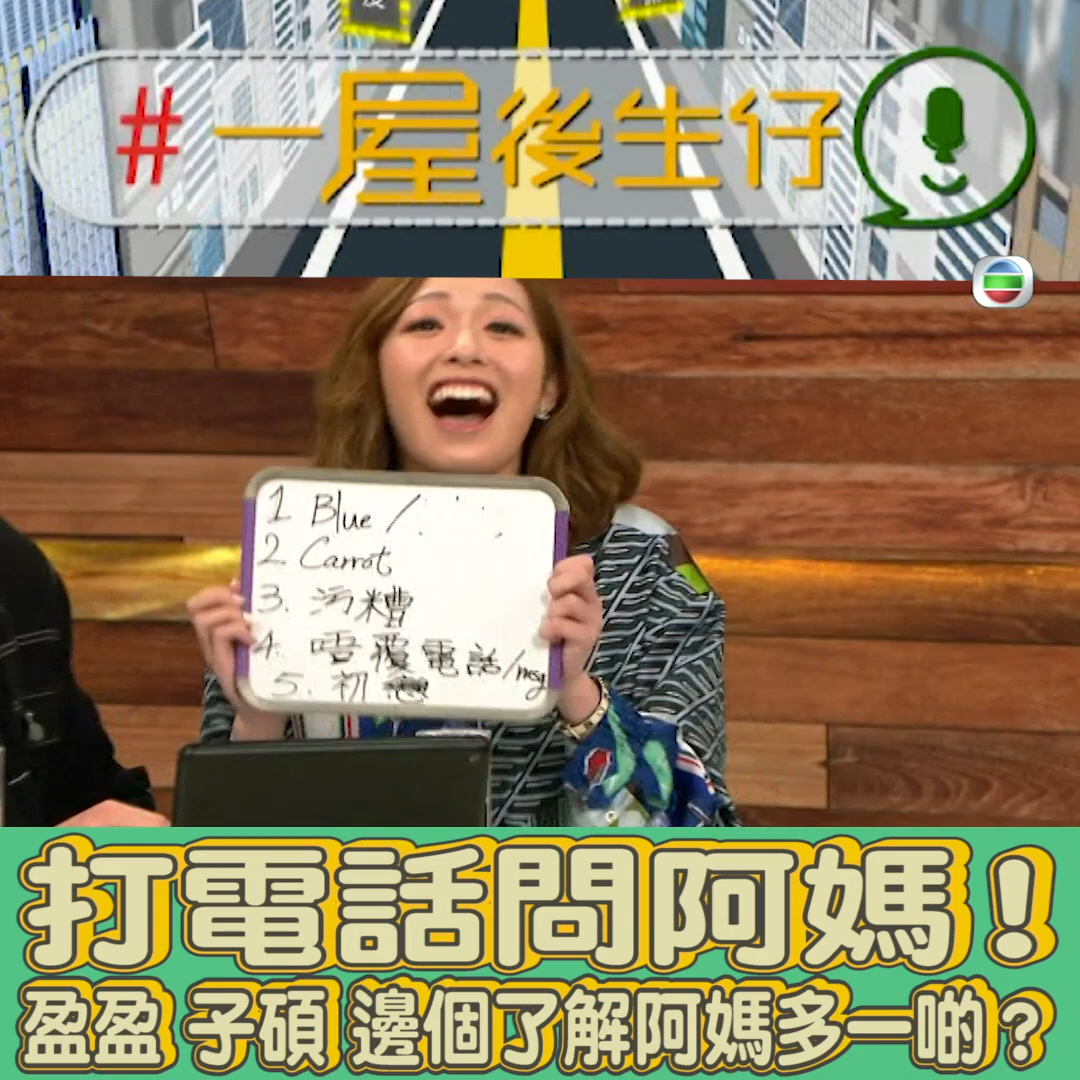 #一屋後生仔
1 Blue /
2 Carrot
3. 污糟
4. 唔覆電話/msg
5. 初戀
打電話問阿媽！
盈盈 子碩 邊個了解阿媽多一啲？